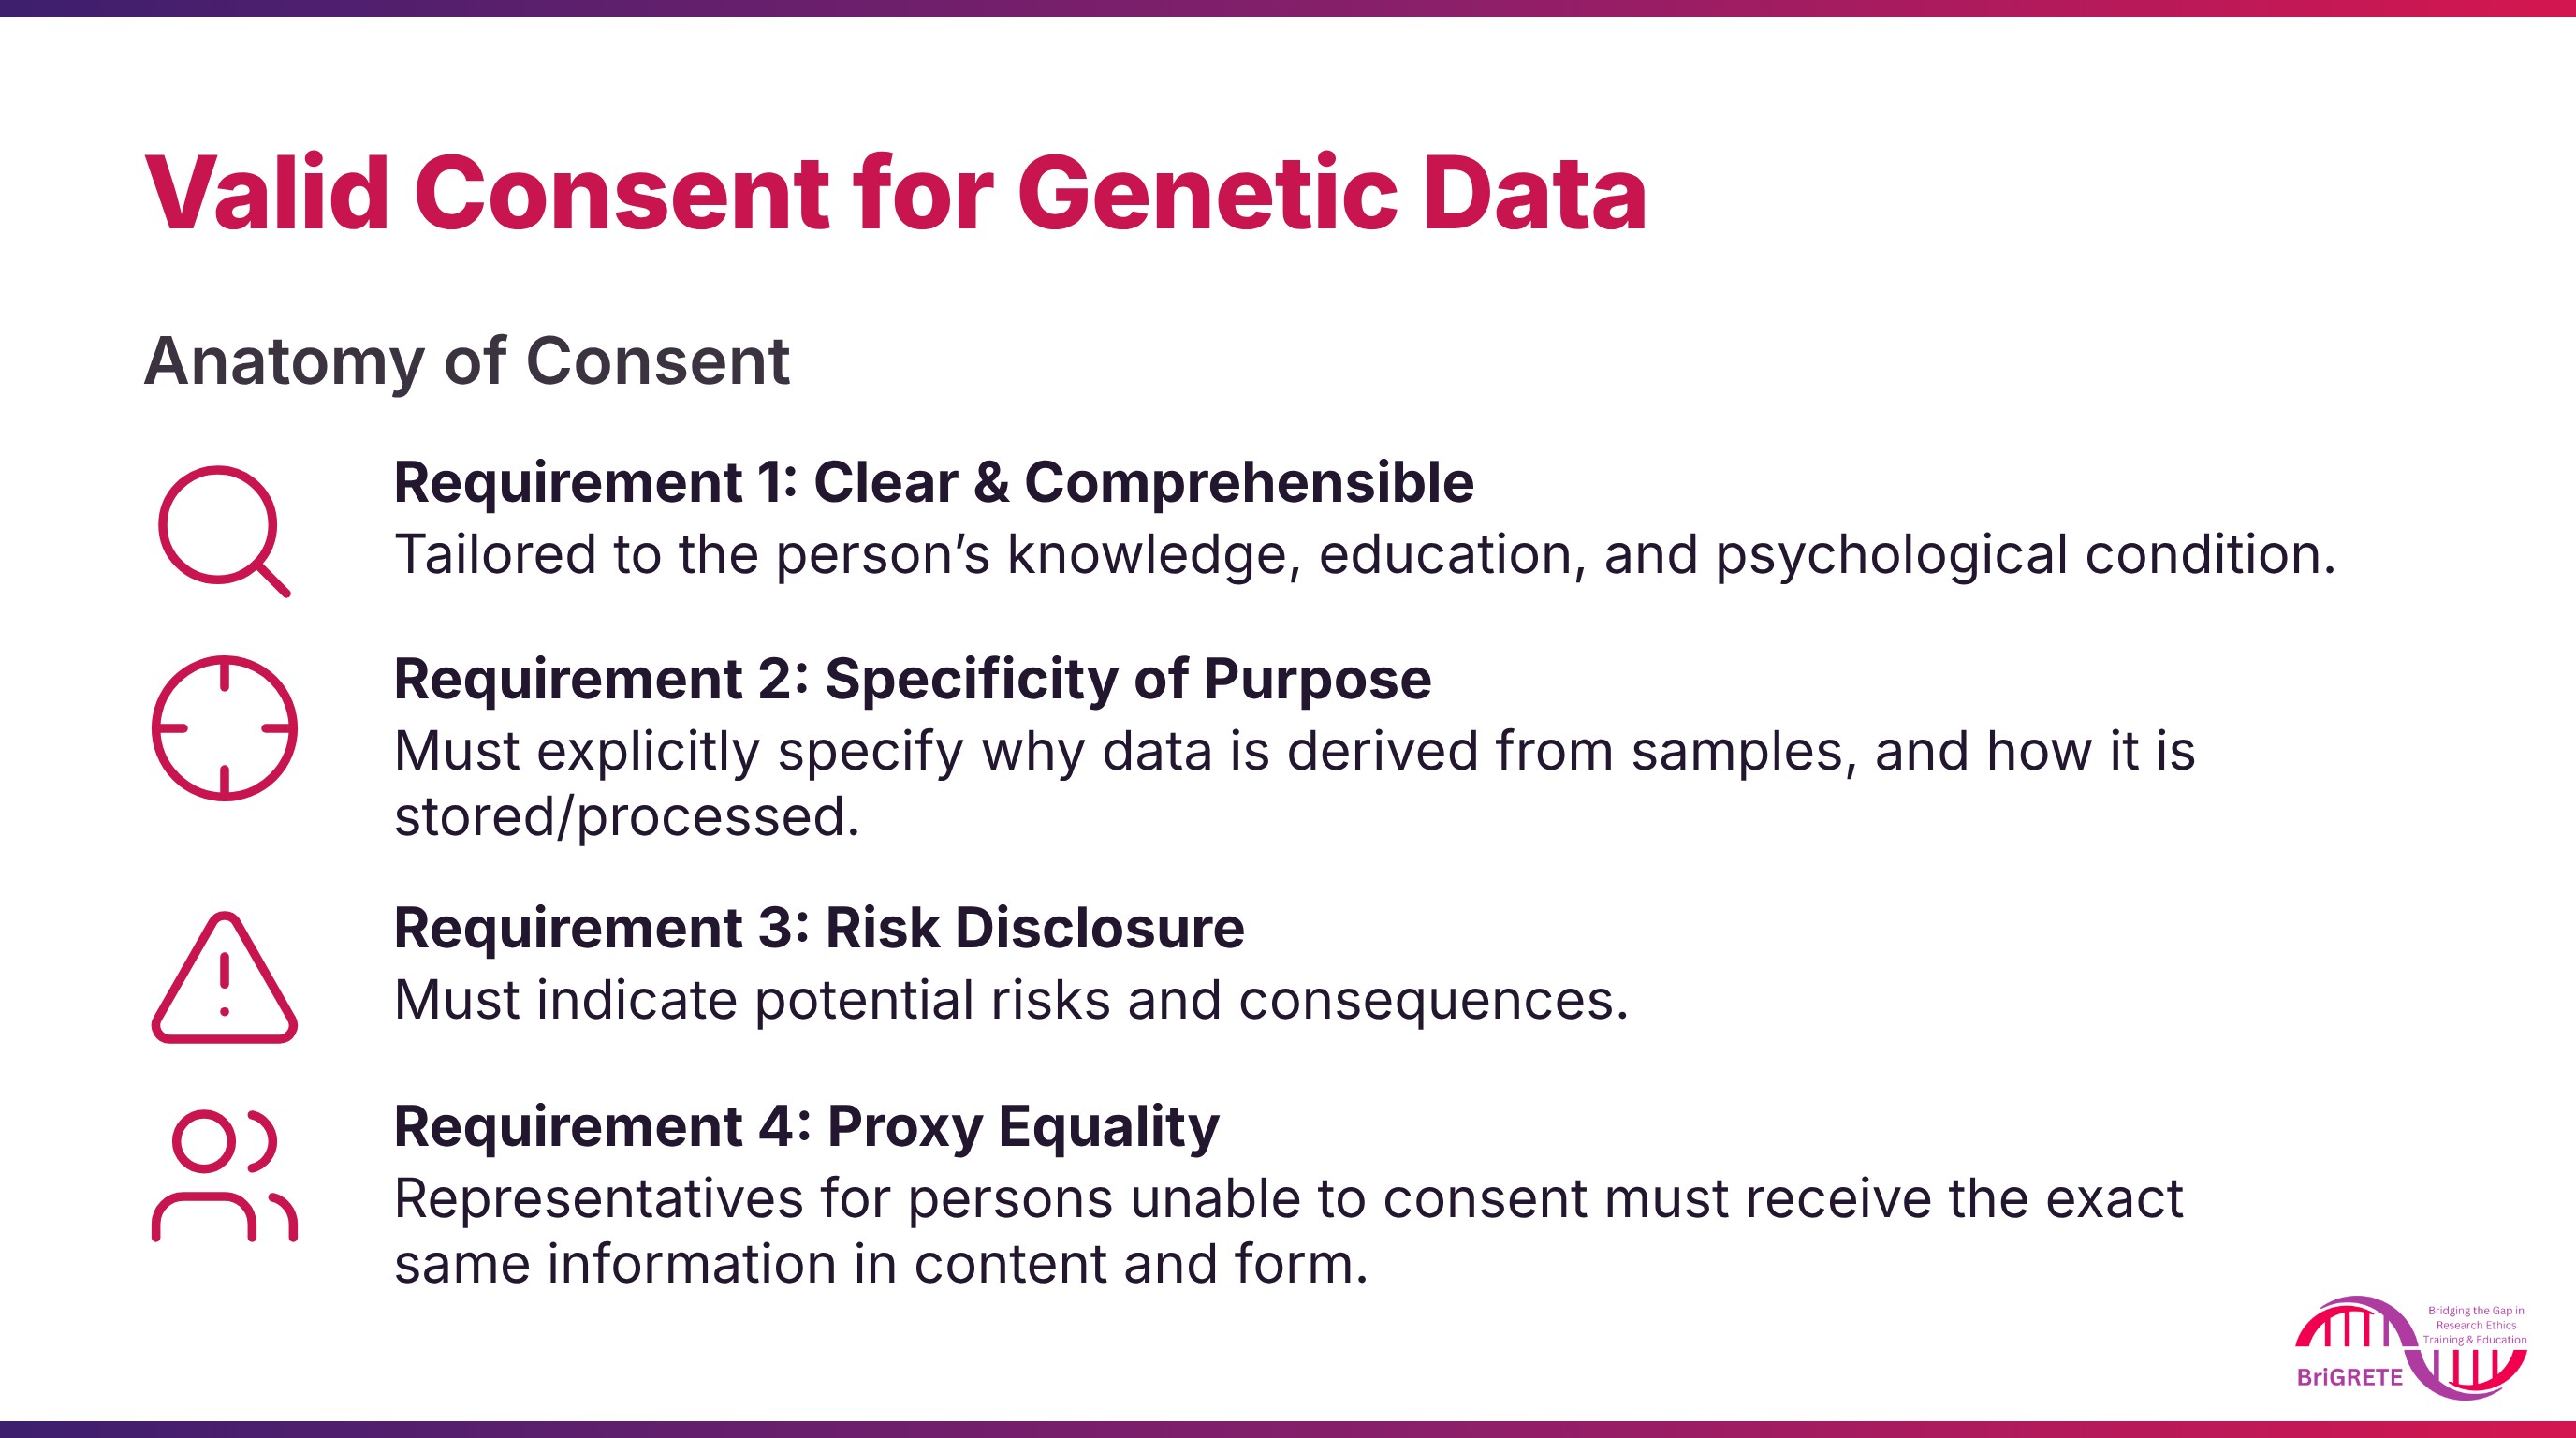 Valid Consent for Genetic Data
Anatomy of Consent
Requirement 1: Clear & Comprehensible
Tailored to the person’s knowledge, education, and psychological condition.
Requirement 2: Specificity of Purpose
Must explicitly specify why data is derived from samples, and how it is
stored/processed.
Requirement 3: Risk Disclosure
Must indicate potential risks and consequences.
Requirement 4: Proxy Equality
Representatives for persons unable to consent must receive the exact
same information in content and form.
Bridging the Gap in
Research Ethics
Training & Education
BriGRETE